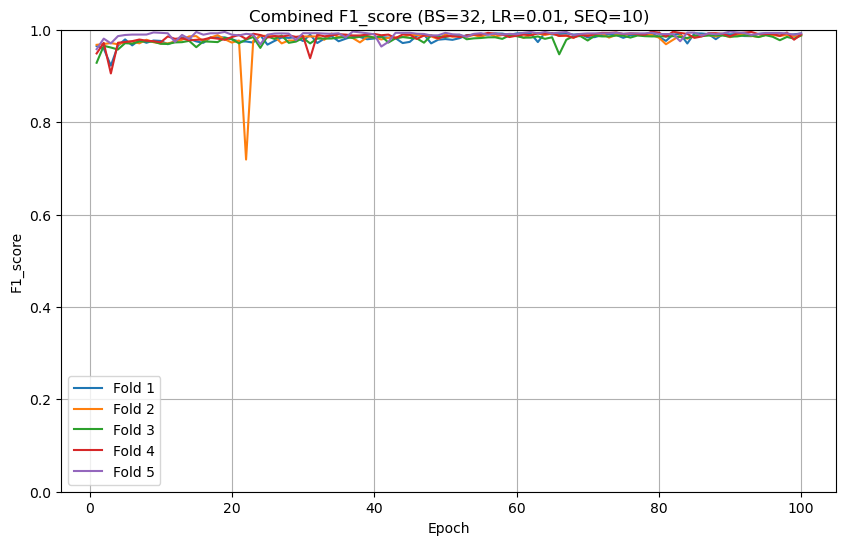 Combined F1_score (BS=32, LR=0.01, SEQ=10)
F1_score
1.0
0.8
0.6
0.4
0.2
0.0
Fold 1
Fold 2
Fold 3
Fold 4
Fold 5
0 20 40 60 80 100
Epoch